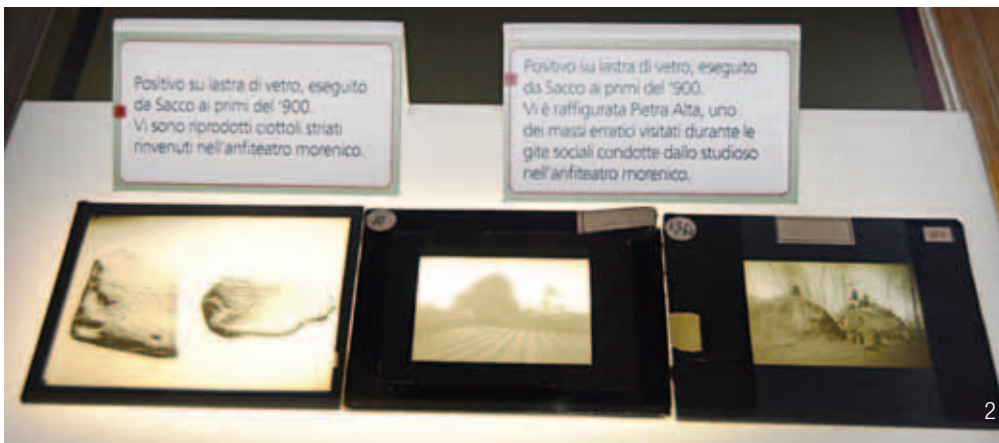 Positivo su lastra di vetro, eseguito
da Sacco ai primi del '900.
Vi sono riprodotti ciottoli striati
rinvenuti nell'anfiteatro morenico.
Positivo su lastra di vetro, eseguito
da Sacco ai primi del '900.
Vi è raffigurata Pietra Alta, uno
dei massi erratici visitati durante le
gite sociali condotte dallo studioso
nell'anfiteatro morenico.
2